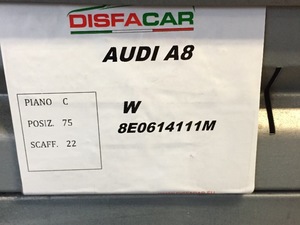 DISFACAR
AUDI A8
PIANO C
POSIZ. 75
SCAFF. 22
W
8E0614111M